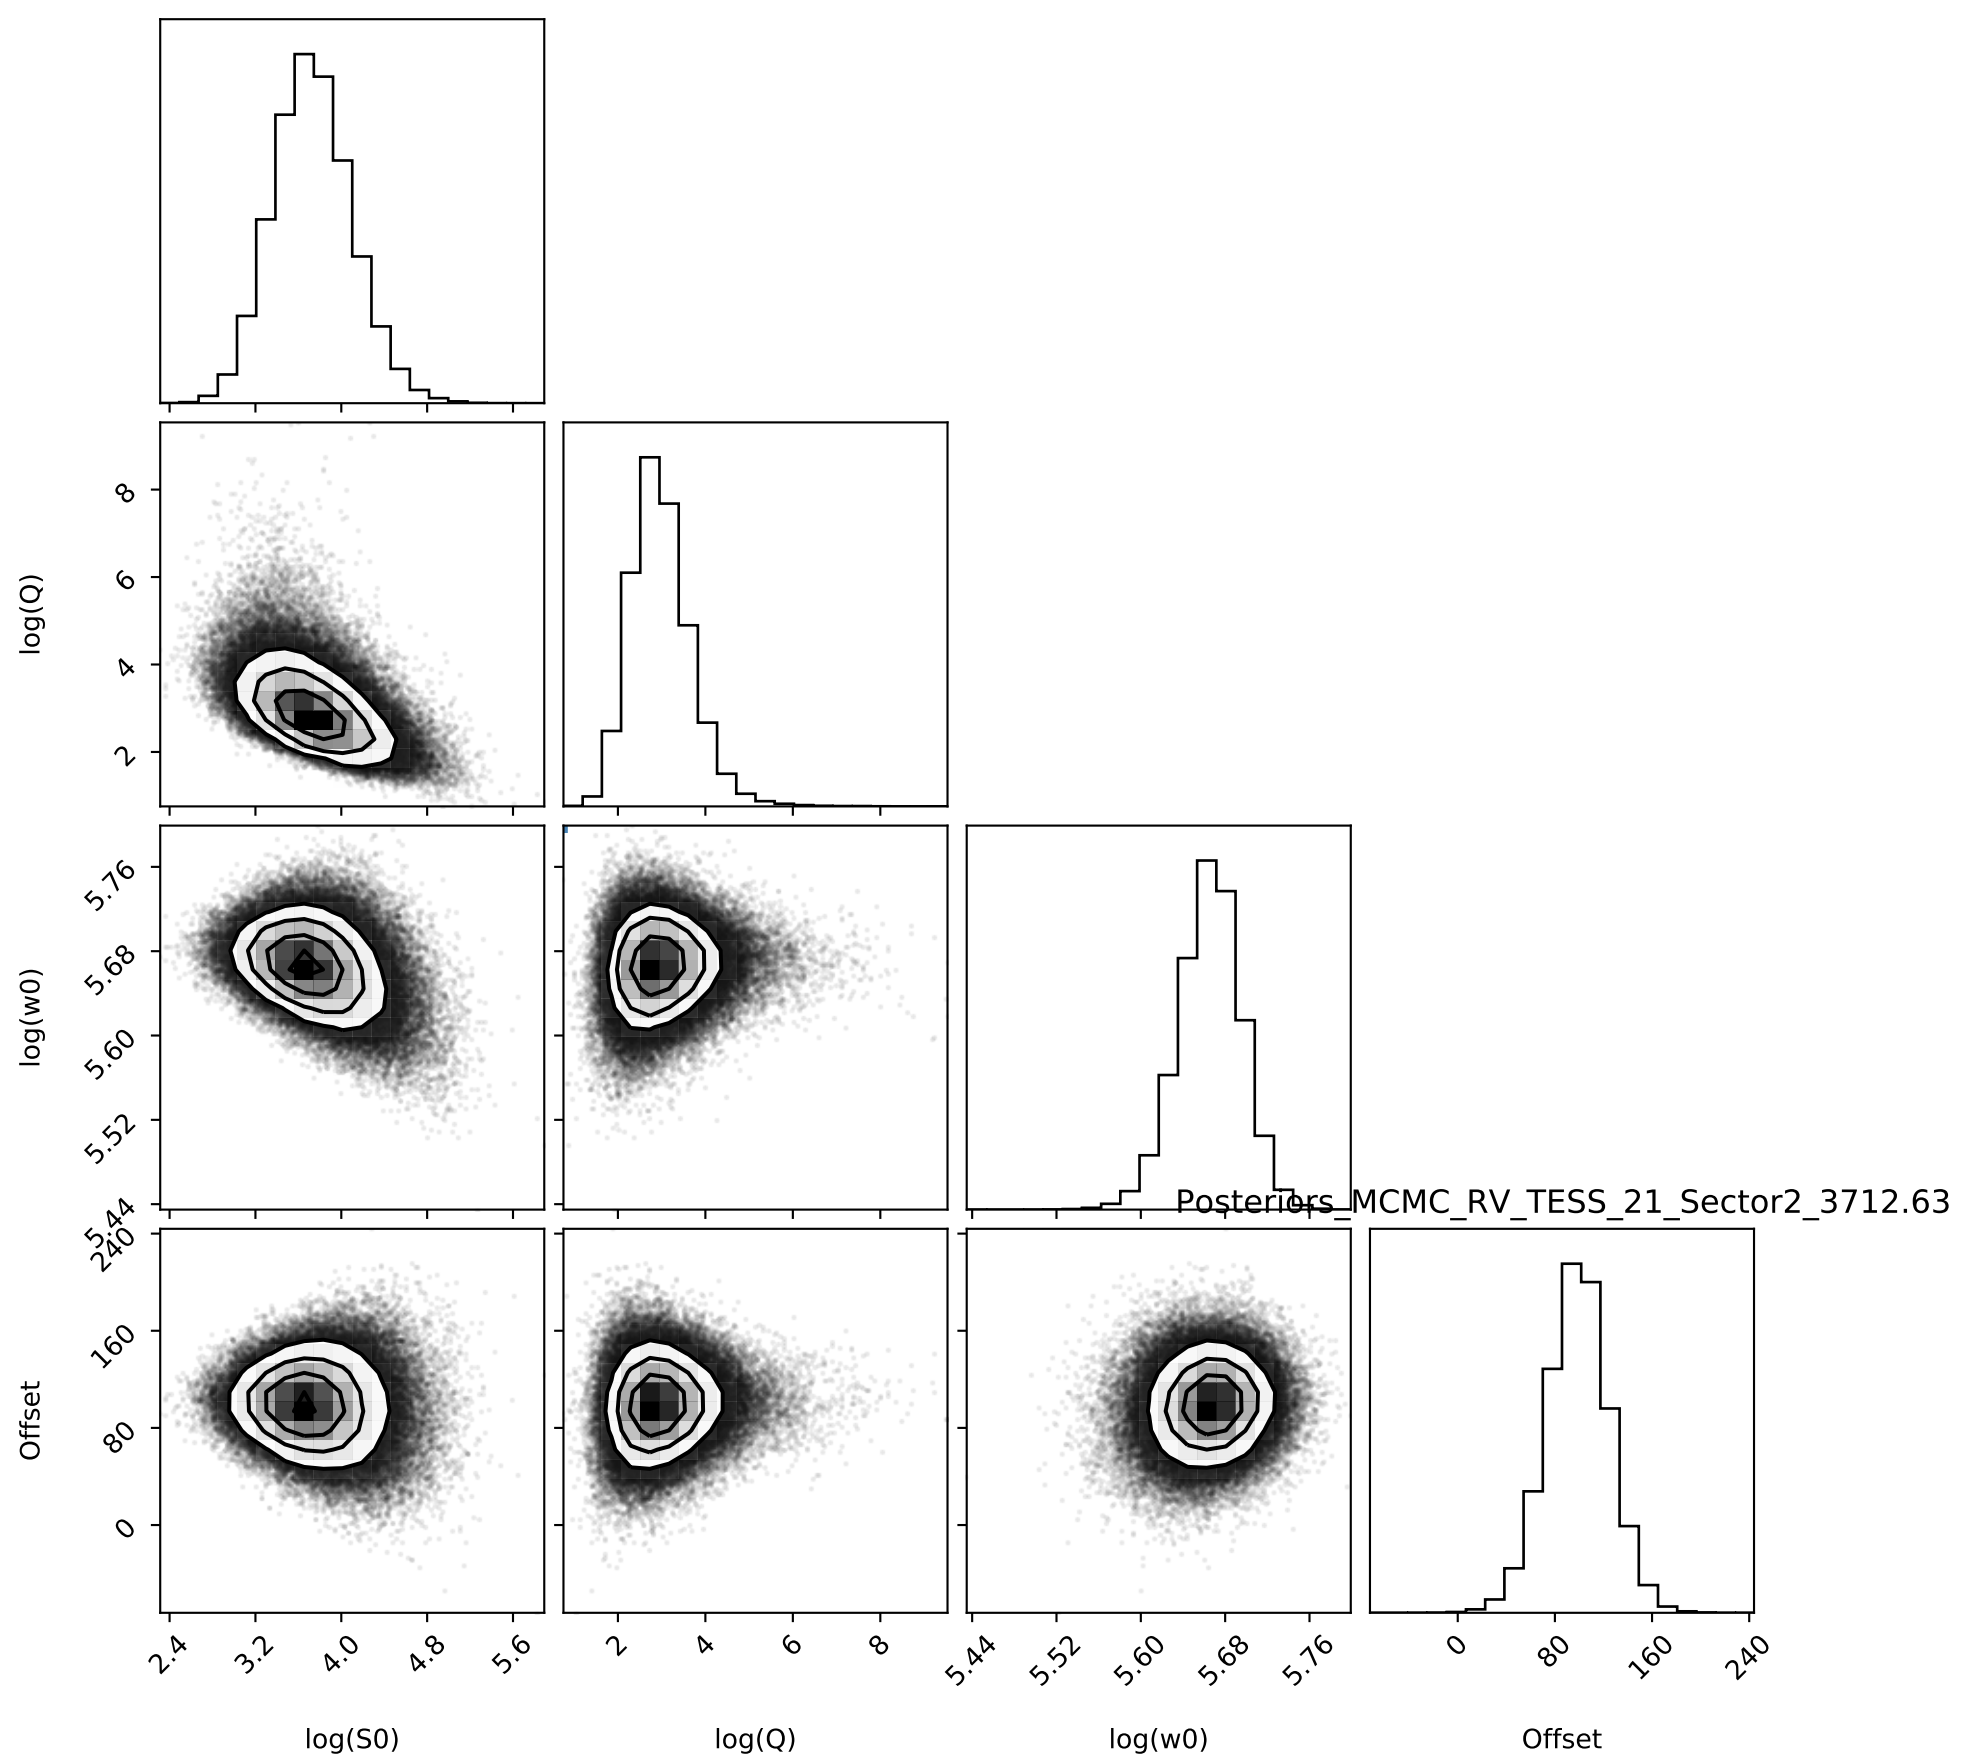 log(Q)
8
6
4
2
log(w0)
5.76
5.68
5.60
5.52
5.44
Posteriors_MCMC_RV_TESS_21_Sector2_3712.63
Offset
240
160
80
0
2.4 3.2 4.0 4.8 5.6 2 4 6 8 5.44 5.52 5.60 5.68 5.76 0 80 160 240
log(S0) log(Q) log(w0) Offset